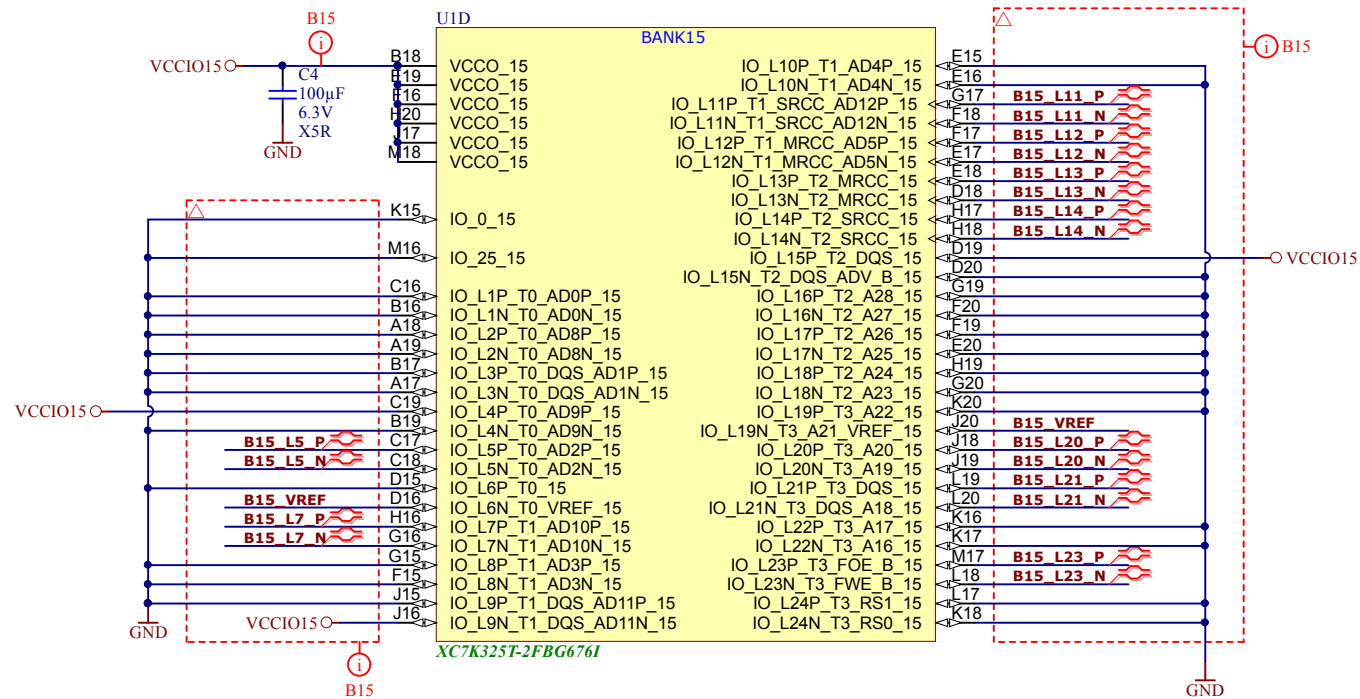 B15
U1D
BANK15
i
B15
VCCIO15
C4
100µF
6.3V
X5R
GND
B18 VCCO_15
E19 VCCO_15
F16 VCCO_15
H20 VCCO_15
J17 VCCO_15
M18 VCCO_15
K15 IO_0_15
M16 IO_25_15
C16 IO_L1P_T0_AD0P_15
B16 IO_L1N_T0_AD0N_15
A18 IO_L2P_T0_AD8P_15
A19 IO_L2N_T0_AD8N_15
B17 IO_L3P_T0_DQS_AD1P_15
A17 IO_L3N_T0_DQS_AD1N_15
VCCIO15 C19 IO_L4P_T0_AD9P_15
B19 IO_L4N_T0_AD9N_15
B15_L5_P C17 IO_L5P_T0_AD2P_15
B15_L5_N C18 IO_L5N_T0_AD2N_15
D15 IO_L6P_T0_15
B15_VREF D16 IO_L6N_T0_VREF_15
B15_L7_P H16 IO_L7P_T1_AD10P_15
B15_L7_N G16 IO_L7N_T1_AD10N_15
G15 IO_L8P_T1_AD3P_15
F15 IO_L8N_T1_AD3N_15
J15 IO_L9P_T1_DQS_AD11P_15
VCCIO15 J16 IO_L9N_T1_DQS_AD11N_15
GND
i
B15
IO_L10P_T1_AD4P_15 E15
IO_L10N_T1_AD4N_15 E16
IO_L11P_T1_SRCC_AD12P_15 G17 B15_L11_P
IO_L11N_T1_SRCC_AD12N_15 F18 B15_L11_N
IO_L12P_T1_MRCC_AD5P_15 F17 B15_L12_P
IO_L12N_T1_MRCC_AD5N_15 E17 B15_L12_N
IO_L13P_T2_MRCC_15 E18 B15_L13_P
IO_L13N_T2_MRCC_15 D18 B15_L13_N
IO_L14P_T2_SRCC_15 H17 B15_L14_P
IO_L14N_T2_SRCC_15 H18 B15_L14_N
IO_L15P_T2_DQS_15 D19 VCCIO15
IO_L15N_T2_DQS_ADV_B_15 D20
IO_L16P_T2_A28_15 G19
IO_L16N_T2_A27_15 F20
IO_L17P_T2_A26_15 F19
IO_L17N_T2_A25_15 E20
IO_L18P_T2_A24_15 H19
IO_L18N_T2_A23_15 G20
IO_L19P_T3_A22_15 K20
IO_L19N_T3_A21_VREF_15 J20 B15_VREF
IO_L20P_T3_A20_15 J18 B15_L20_P
IO_L20N_T3_A19_15 J19 B15_L20_N
IO_L21P_T3_DQS_15 L19 B15_L21_P
IO_L21N_T3_DQS_A18_15 L20 B15_L21_N
IO_L22P_T3_A17_15 K16
IO_L22N_T3_A16_15 K17
IO_L23P_T3_FOE_B_15 M17 B15_L23_P
IO_L23N_T3_FWE_B_15 L18 B15_L23_N
IO_L24P_T3_RS1_15 L17
IO_L24N_T3_RS0_15 K18
XC7K325T-2FBG676I
GND
i